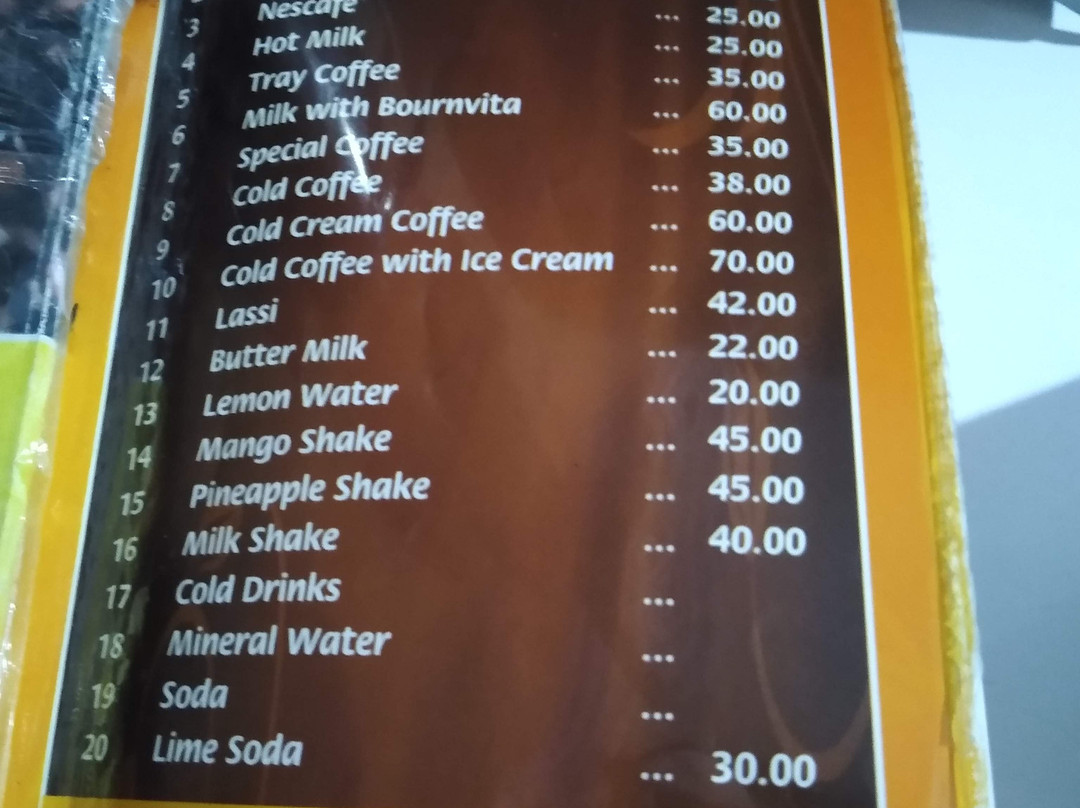 3 Nescafe ... 25.00
4 Hot Milk ... 25.00
5 Tray Coffee ... 35.00
6 Milk with Bournvita ... 60.00
7 Special Coffee ... 35.00
8 Cold Coffee ... 38.00
9 Cold Cream Coffee ... 60.00
10 Cold Coffee with Ice Cream ... 70.00
11 Lassi ... 42.00
12 Butter Milk ... 22.00
13 Lemon Water ... 20.00
14 Mango Shake ... 45.00
15 Pineapple Shake ... 45.00
16 Milk Shake ... 40.00
17 Cold Drinks ...
18 Mineral Water ...
19 Soda ...
20 Lime Soda ... 30.00